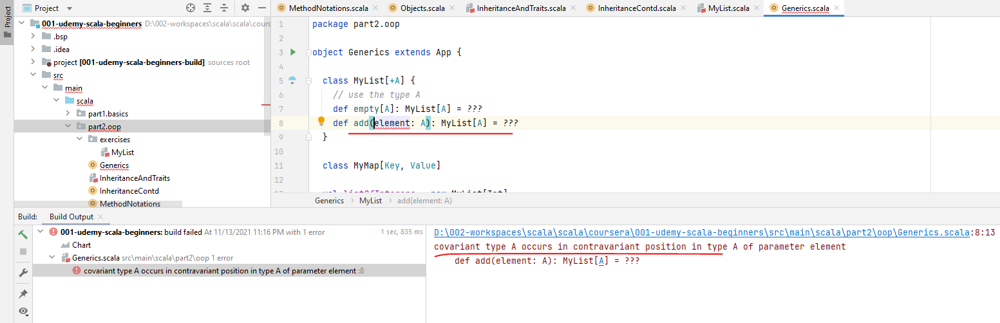 Project
Project
001-udemy-scala-beginners D:\002-workspaces\scala\scala\cours
.bsp
.idea
project [001-udemy-scala-beginners-build] sources root
src
main
scala
part1.basics
part2.oop
exercises
MyList
Generics
InheritanceAndTraits
InheritanceContd
MethodNotations
MethodNotations.scala
Objects.scala
InheritanceAndTraits.scala
InheritanceContd.scala
MyList.scala
Generics.scala
1 package part2.oop
2
3 object Generics extends App {
4
5 class MyList[+A] {
6 // use the type A
7 def empty[A]: MyList[A] = ???
8 def add(element: A): MyList[A] = ???
9 }
10
11 class MyMap[Key, Value]
12
Generics > MyList > add(element: A)
Build: Build Output
001-udemy-scala-beginners: build failed At 11/13/2021 11:16 PM with 1 error 1 sec, 835 ms
Chart
Generics.scala src\main\scala\part2\oop 1 error
covariant type A occurs in contravariant position in type A of parameter element :8
D:\002-workspaces\scala\scala\coursera\001-udemy-scala-beginners\src\main\scala\part2\oop\Generics.scala:8:13
covariant type A occurs in contravariant position in type A of parameter element
def add(element: A): MyList[A] = ???